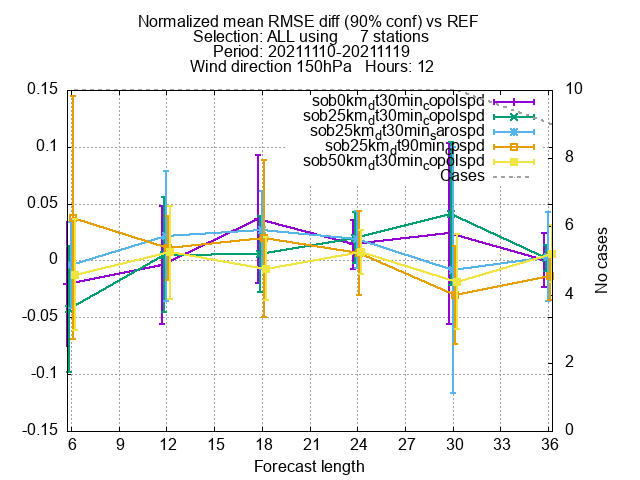 Normalized mean RMSE diff (90% conf) vs REF
Selection: ALL using 7 stations
Period: 20211110-20211119
Wind direction 150hPa Hours: 12
sob0km_dt30min_copolspd
sob25km_dt30min_copolspd
sob25km_dt30min_sarospd
sob25km_dt90min_opspd
sob50km_dt30min_copolspd
Cases
0.15
0.1
0.05
0
-0.05
-0.1
-0.15
10
8
6
4
2
0
No cases
6 9 12 15 18 21 24 27 30 33 36
Forecast length